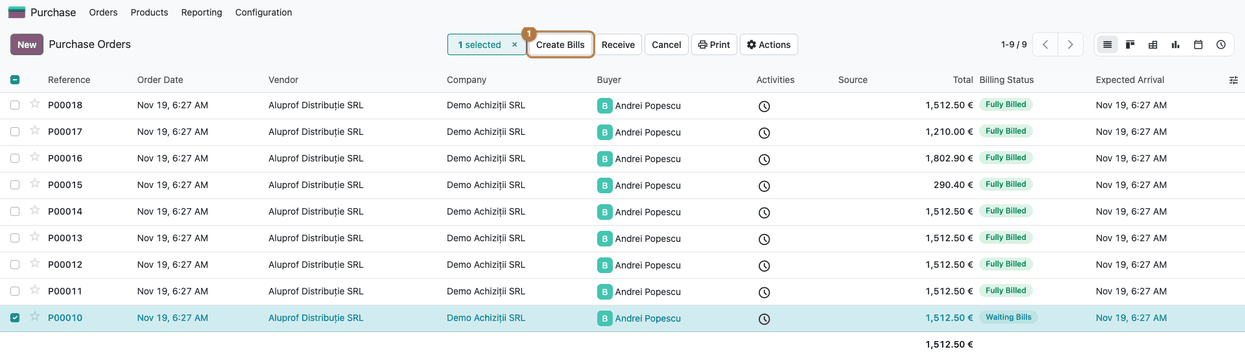 Purchase Orders Products Reporting Configuration
New Purchase Orders 1 selected × 1 Create Bills Receive Cancel Print Actions 1-9 / 9
Reference Order Date Vendor Company Buyer Activities Source Total Billing Status Expected Arrival
P00018 Nov 19, 6:27 AM Aluprof Distribuție SRL Demo Achiziții SRL B Andrei Popescu 1,512.50 € Fully Billed Nov 19, 6:27 AM
P00017 Nov 19, 6:27 AM Aluprof Distribuție SRL Demo Achiziții SRL B Andrei Popescu 1,210.00 € Fully Billed Nov 19, 6:27 AM
P00016 Nov 19, 6:27 AM Aluprof Distribuție SRL Demo Achiziții SRL B Andrei Popescu 1,802.90 € Fully Billed Nov 19, 6:27 AM
P00015 Nov 19, 6:27 AM Aluprof Distribuție SRL Demo Achiziții SRL B Andrei Popescu 290.40 € Fully Billed Nov 19, 6:27 AM
P00014 Nov 19, 6:27 AM Aluprof Distribuție SRL Demo Achiziții SRL B Andrei Popescu 1,512.50 € Fully Billed Nov 19, 6:27 AM
P00013 Nov 19, 6:27 AM Aluprof Distribuție SRL Demo Achiziții SRL B Andrei Popescu 1,512.50 € Fully Billed Nov 19, 6:27 AM
P00012 Nov 19, 6:27 AM Aluprof Distribuție SRL Demo Achiziții SRL B Andrei Popescu 1,512.50 € Fully Billed Nov 19, 6:27 AM
P00011 Nov 19, 6:27 AM Aluprof Distribuție SRL Demo Achiziții SRL B Andrei Popescu 1,512.50 € Fully Billed Nov 19, 6:27 AM
P00010 Nov 19, 6:27 AM Aluprof Distribuție SRL Demo Achiziții SRL B Andrei Popescu 1,512.50 € Waiting Bills Nov 19, 6:27 AM
1,512.50 €